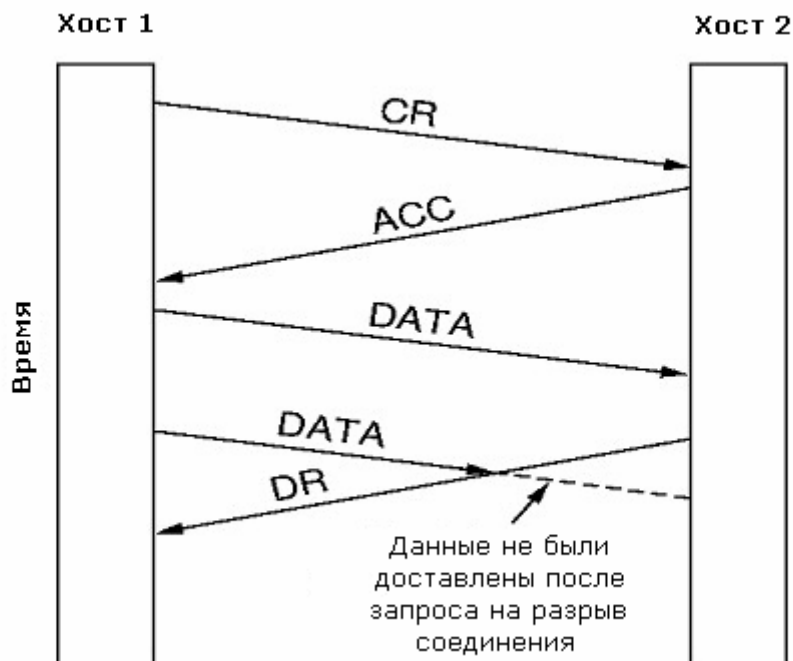 Хост 1
Хост 2
CR
ACC
DATA
Время
DATA
DR
Данные не были
доставлены после
запроса на разрыв
соединения